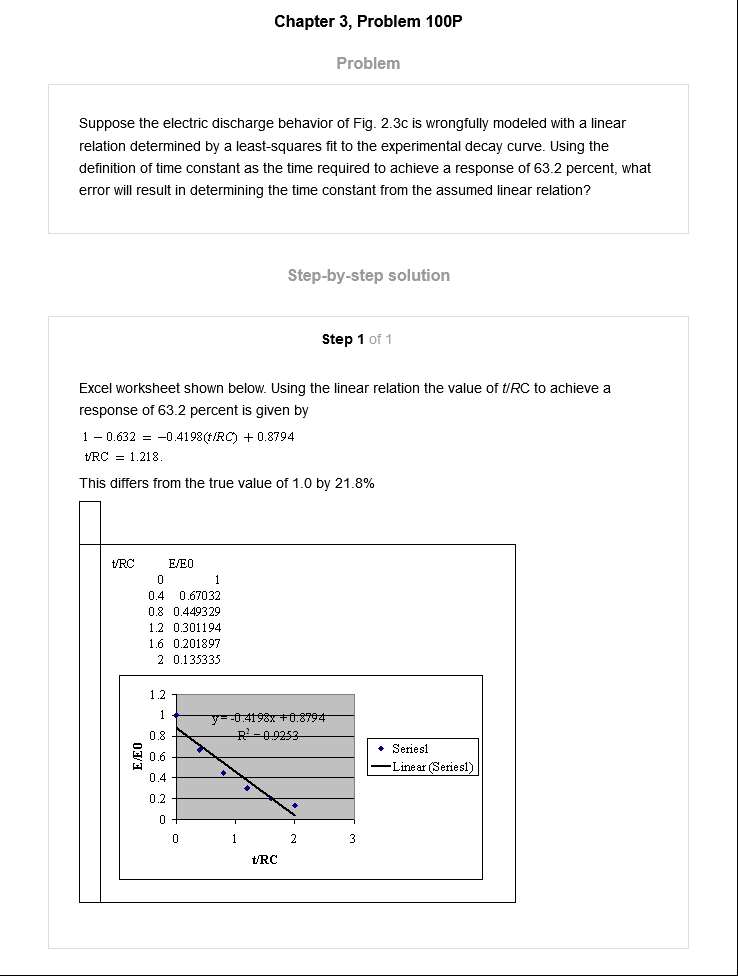 Chapter 3, Problem 100P
Problem
Suppose the electric discharge behavior of Fig. 2.3c is wrongfully modeled with a linear
relation determined by a least-squares fit to the experimental decay curve. Using the
definition of time constant as the time required to achieve a response of 63.2 percent, what
error will result in determining the time constant from the assumed linear relation?
Step-by-step solution
Step 1 of 1
Excel worksheet shown below. Using the linear relation the value of t/RC to achieve a
response of 63.2 percent is given by
1 − 0.632 = −0.4198(t/RC) + 0.8794
t/RC = 1.218.
This differs from the true value of 1.0 by 21.8%
t/RC E/E0
0 1
0.4 0.67032
0.8 0.449329
1.2 0.301194
1.6 0.201897
2 0.135335
1.2
1
0.8
0.6
0.4
0.2
0
y = -0.4198x + 0.8794
R² = 0.9253
E/E0
0 1 2 3
t/RC
Series1
Linear (Series1)